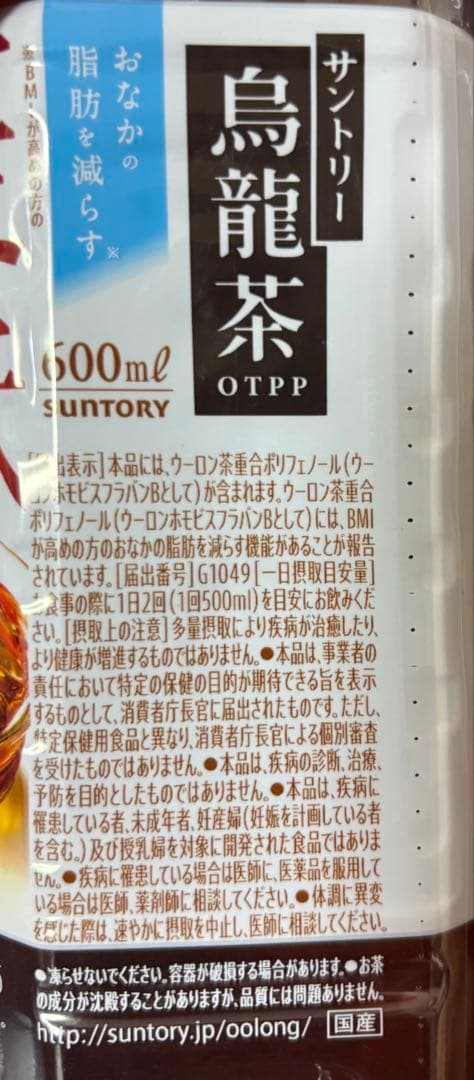 サントリー
烏龍茶
OTPP
おなかの
脂肪を減らす※
※BMIが高めの方の
600mℓ
SUNTORY
[届出表示]本品には、ウーロン茶重合ポリフェノール(ウー
ロンホモビスフラバンBとして)が含まれます。ウーロン茶重合
ポリフェノール(ウーロンホモビスフラバンBとして)には、BMI
が高めの方のおなかの脂肪を減らす機能があることが報告
されています。[届出番号]G1049[一日摂取目安量]
お食事の際に1日2回(1回500ml)を目安にお飲みくだ
さい。[摂取上の注意]多量摂取により疾病が治癒したり、
より健康が増進するものではありません。●本品は、事業者の
責任において特定の保健の目的が期待できる旨を表示
するものとして、消費者庁長官に届出されたものです。ただし、
特定保健用食品と異なり、消費者庁長官による個別審査
を受けたものではありません。●本品は、疾病の診断、治療、
予防を目的としたものではありません。●本品は、疾病に
罹患している者、未成年者、妊産婦(妊娠を計画している者
を含む。)及び授乳婦を対象に開発された食品ではありま
せん。●疾病に罹患している場合は医師に、医薬品を服用して
いる場合は医師、薬剤師に相談してください。●体調に異変
を感じた際は、速やかに摂取を中止し、医師に相談してください。
●凍らせないでください。容器が破損する場合があります。●お茶
の成分が沈殿することがありますが、品質には問題ありません。
http://suntory.jp/oolong/ 国産